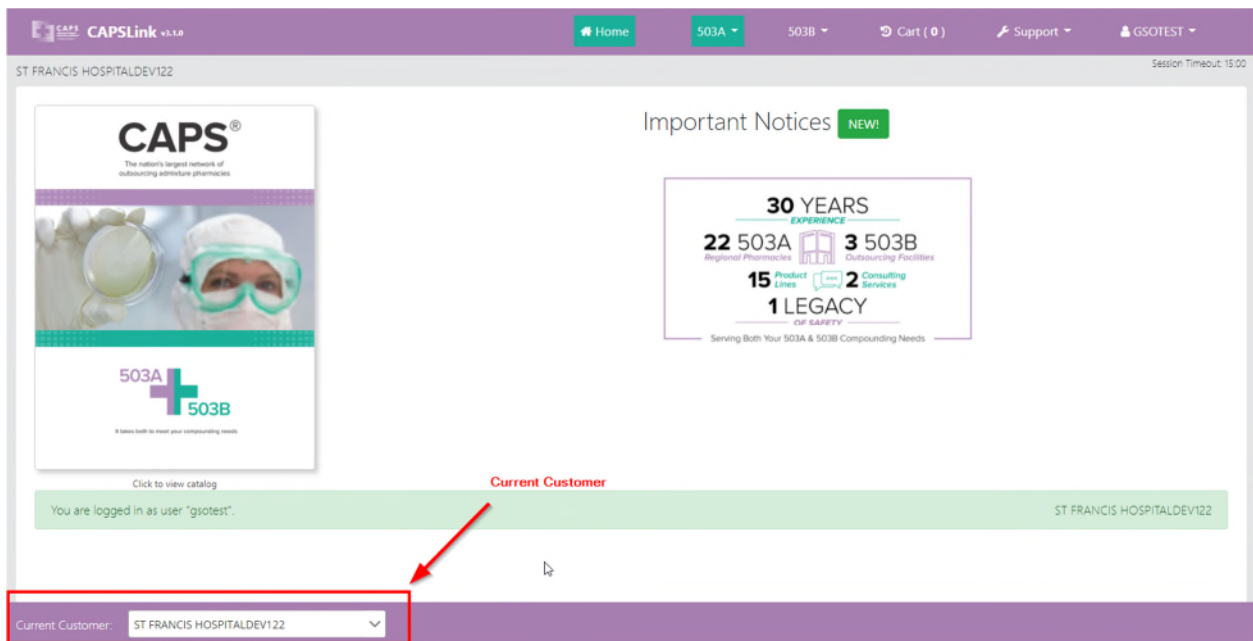 CAPS CAPSLink v3.1.0
Home 503A 503B Cart ( 0 ) Support GSOTEST
ST FRANCIS HOSPITALDEV122
Session Timeout: 15:00
CAPS®
The nation's largest network of
outsourcing admixture pharmacies
503A
503B
It takes both to meet your compounding needs
Click to view catalog
Important Notices NEW!
30 YEARS
EXPERIENCE
22 503A 3 503B
Regional Pharmacies Outsourcing Facilities
15 Product Lines 2 Consulting Services
1 LEGACY
OF SAFETY
Serving Both Your 503A & 503B Compounding Needs
Current Customer
You are logged in as user "gsotest". ST FRANCIS HOSPITALDEV122
Current Customer: ST FRANCIS HOSPITALDEV122